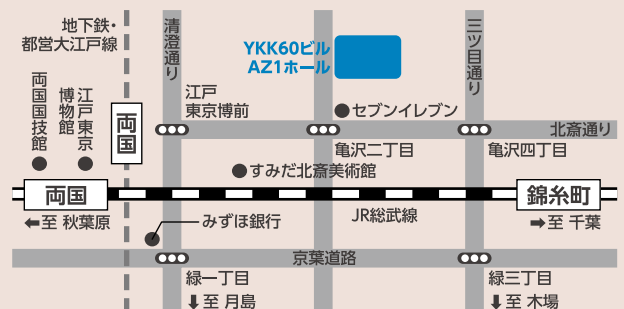 地下鉄・
都営大江戸線
清澄通り
三ツ目通り
YKK60ビル
AZ1ホール
両国国技館
江戸東京
博物館
両国
江戸
東京博前
セブンイレブン
北斎通り
亀沢二丁目
亀沢四丁目
すみだ北斎美術館
両国
錦糸町
←至 秋葉原
みずほ銀行
JR総武線
→至 千葉
京葉道路
緑一丁目
緑三丁目
↓至 月島
↓至 木場